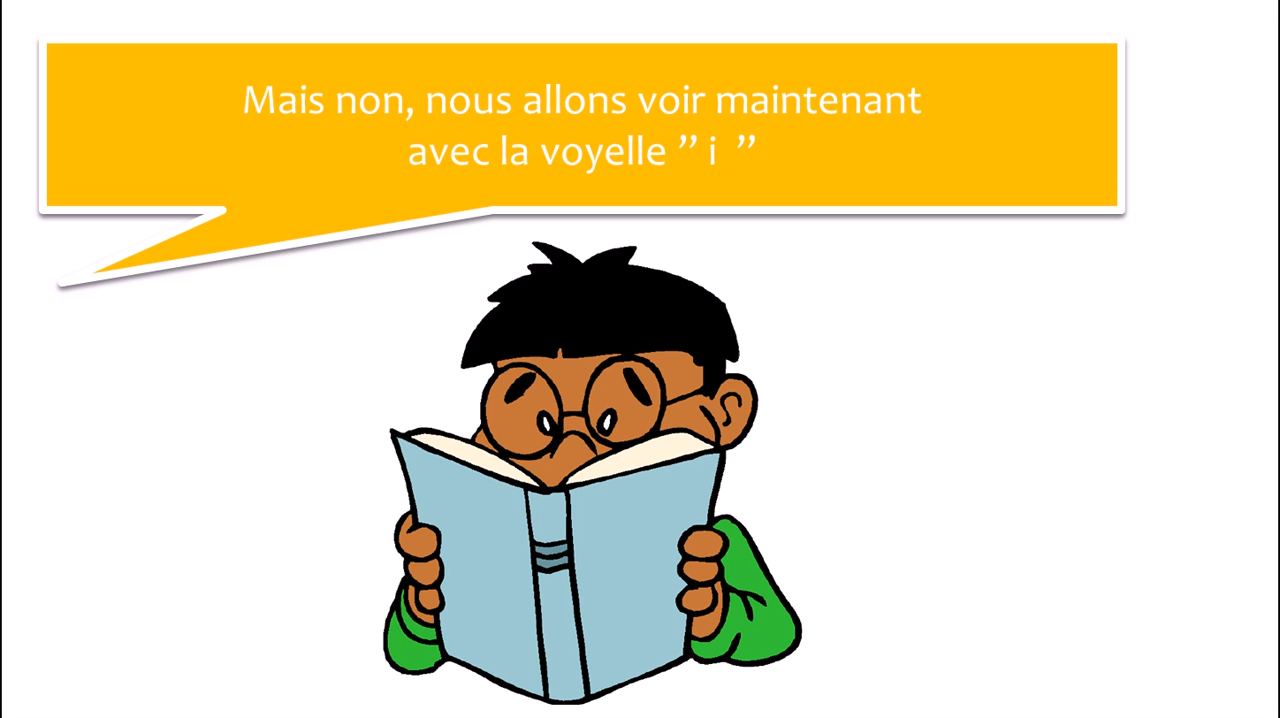 Mais non, nous allons voir maintenant
avec la voyelle ” i ”